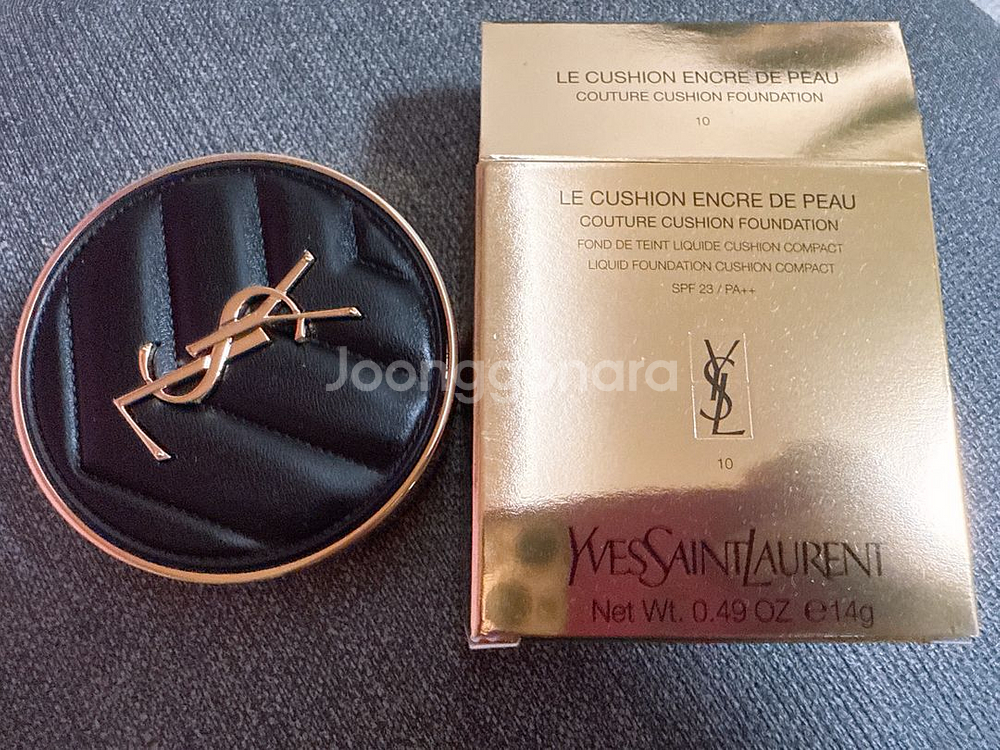 LE CUSHION ENCRE DE PEAU
COUTURE CUSHION FOUNDATION
10
LE CUSHION ENCRE DE PEAU
COUTURE CUSHION FOUNDATION
FOND DE TEINT LIQUIDE CUSHION COMPACT
LIQUID FOUNDATION CUSHION COMPACT
SPF 23 / PA++
YSL
YSL
Joonggonara
10
YVESSAINTLAURENT
Net Wt. 0.49 OZ ℮14g